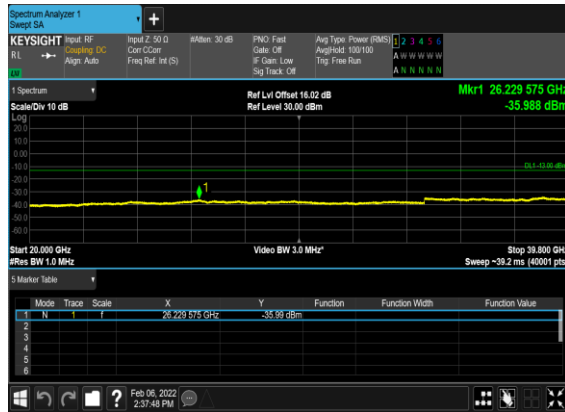 Spectrum Analyzer 1
Swept SA
+
KEYSIGHT Input: RF Input Z: 50 Ω #Atten: 30 dB PNO: Fast Avg Type: Power (RMS) 1 2 3 4 5 6
RL Coupling: DC Corr CCorr Gate: Off Avg|Hold: 100/100 A W W W W W
Align: Auto Freq Ref: Int (S) IF Gain: Low Trig: Free Run
Sig Track: Off A N N N N N
LU
1 Spectrum
Scale/Div 10 dB Ref Lvl Offset 16.02 dB Mkr1 26.229 575 GHz
Ref Level 30.00 dBm -35.988 dBm
Log
20.0
10.0
0.00
-10.0 DL1 -13.00 dBm
-20.0
-30.0 1
-40.0
-50.0
-60.0
Start 20.000 GHz Video BW 3.0 MHz* Stop 39.800 GHz
#Res BW 1.0 MHz Sweep ~39.2 ms (40001 pts)
5 Marker Table
Mode Trace Scale X Y Function Function Width Function Value
1 N 1 f 26.229 575 GHz -35.99 dBm
2
3
4
5
6
? Feb 06, 2022
2:37:48 PM